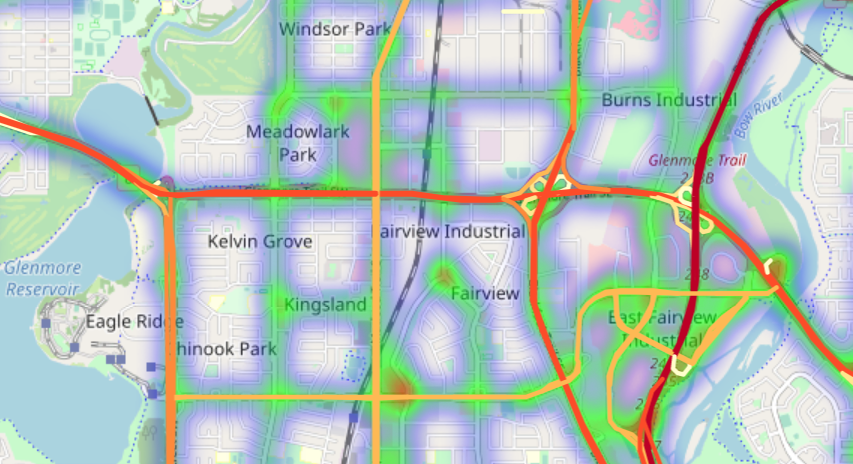 Windsor Park
Burns Industrial
Bow River
Meadowlark
Park
Glenmore Trail
Kelvin Grove
Fairview Industrial
Glenmore
Reservoir
Kingsland
Fairview
Eagle Ridge
East Fairview
Industrial
hinook Park